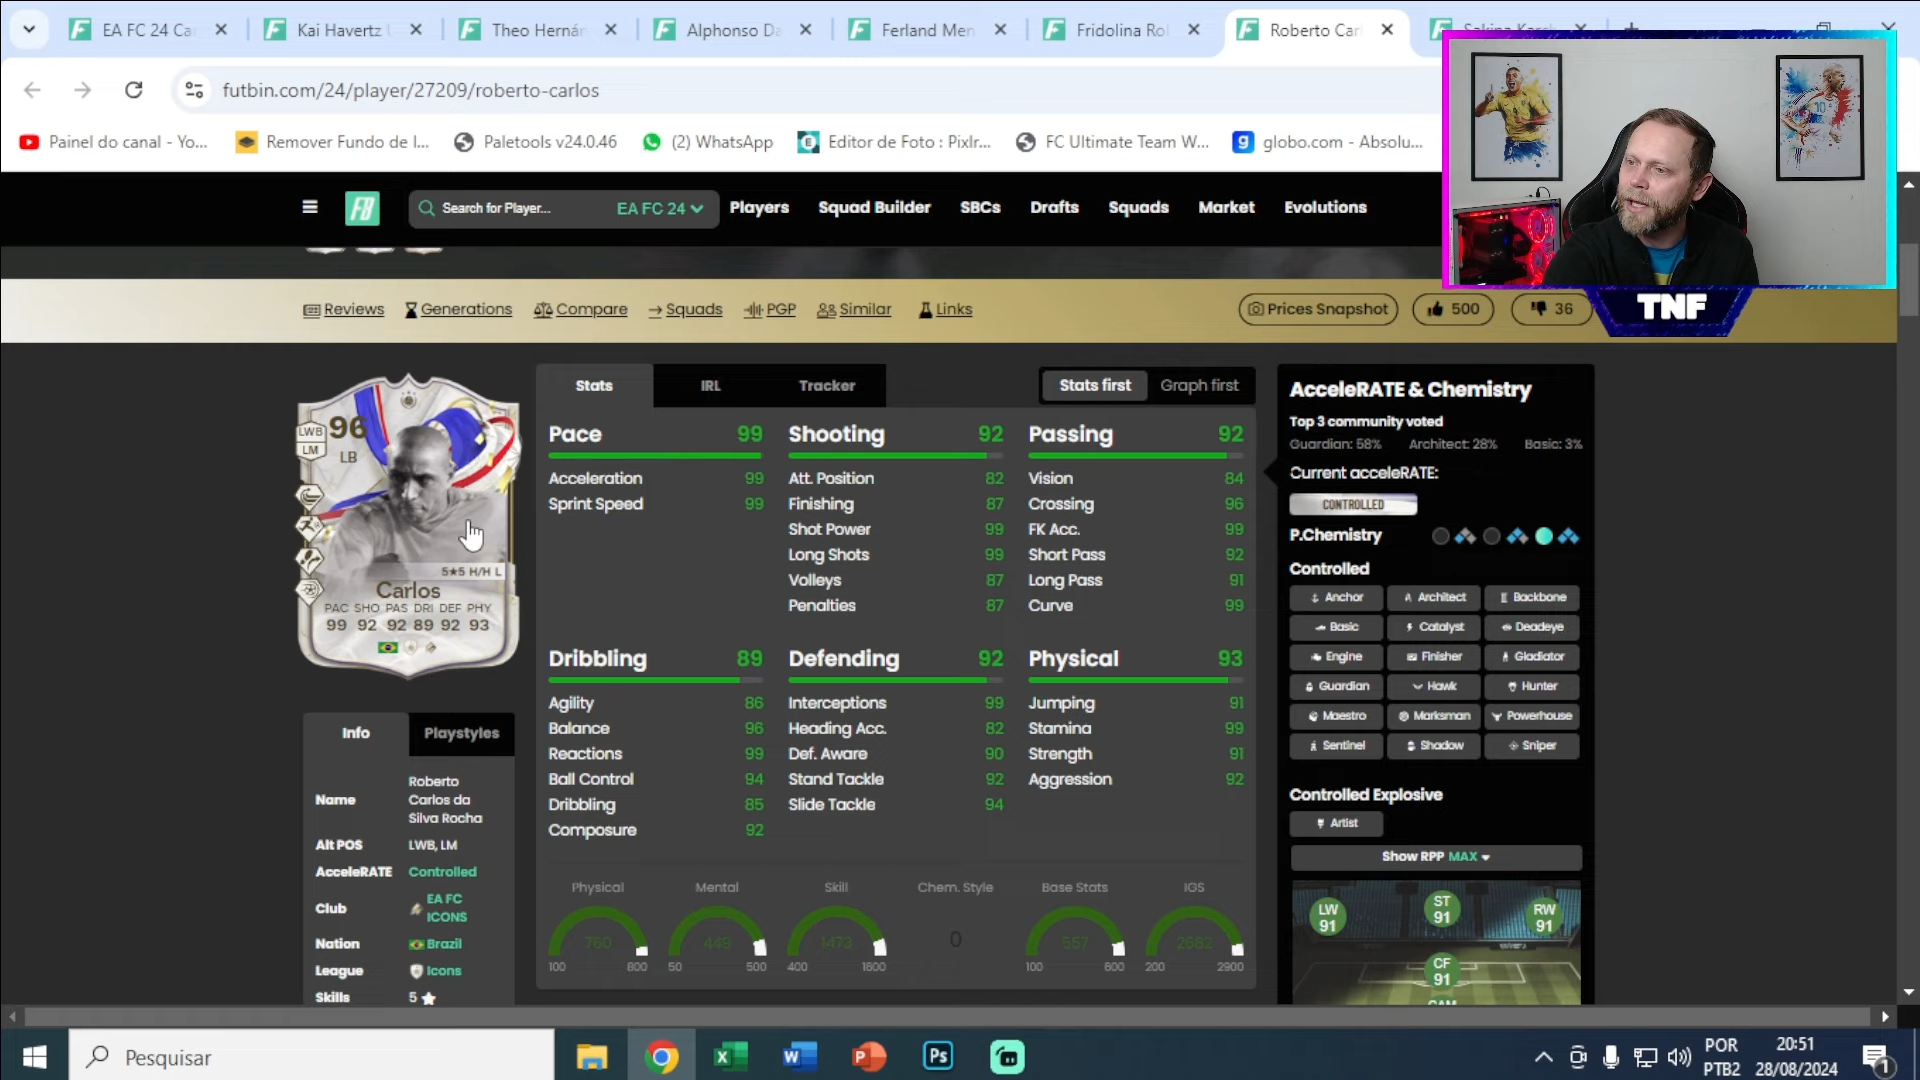 EA FC 24 Ca
Kai Havertz
Theo Hernán
Alphonso Da
Ferland Men
Fridolina Rol
Roberto Carl
futbin.com/24/player/27209/roberto-carlos
Painel do canal - Yo...
Remover Fundo de I...
Paletools v24.0.46
(2) WhatsApp
Editor de Foto : Pixlr...
FC Ultimate Team W...
globo.com - Absolu...
Search for Player...
EA FC 24
Players
Squad Builder
SBCs
Drafts
Squads
Market
Evolutions
Reviews
Generations
Compare
Squads
PGP
Similar
Links
Prices Snapshot
500
36
TNF
96
LWB
LM
LB
5★5 H/H L
Carlos
PAC SHO PAS DRI DEF PHY
99 92 92 89 92 93
Stats
IRL
Tracker
Stats first
Graph first
Pace 99
Acceleration 99
Sprint Speed 99
Shooting 92
Att. Position 82
Finishing 87
Shot Power 99
Long Shots 99
Volleys 87
Penalties 87
Passing 92
Vision 84
Crossing 96
FK Acc. 99
Short Pass 92
Long Pass 91
Curve 99
Dribbling 89
Agility 86
Balance 96
Reactions 99
Ball Control 94
Dribbling 85
Composure 92
Defending 92
Interceptions 99
Heading Acc. 82
Def. Aware 90
Stand Tackle 92
Slide Tackle 94
Physical 93
Jumping 91
Stamina 99
Strength 91
Aggression 92
Physical
760
100 800
Mental
449
50 500
Skill
1473
400 1600
Chem. Style
0
Base Stats
557
100 600
IGS
2682
200 2900
AcceleRATE & Chemistry
Top 3 community voted
Guardian: 58% Architect: 28% Basic: 3%
Current acceleRATE:
CONTROLLED
P.Chemistry
Controlled
Anchor Architect Backbone
Basic Catalyst Deadeye
Engine Finisher Gladiator
Guardian Hawk Hunter
Maestro Marksman Powerhouse
Sentinel Shadow Sniper
Controlled Explosive
Artist
Show RPP MAX
LW
91
ST
91
RW
91
CF
91
CAM
Info
Playstyles
Name Roberto
Carlos da
Silva Rocha
Alt POS LWB, LM
AcceleRATE Controlled
Club EA FC
ICONS
Nation Brazil
League Icons
Skills 5
Pesquisar
POR
PTB2
20:51
28/08/2024
1